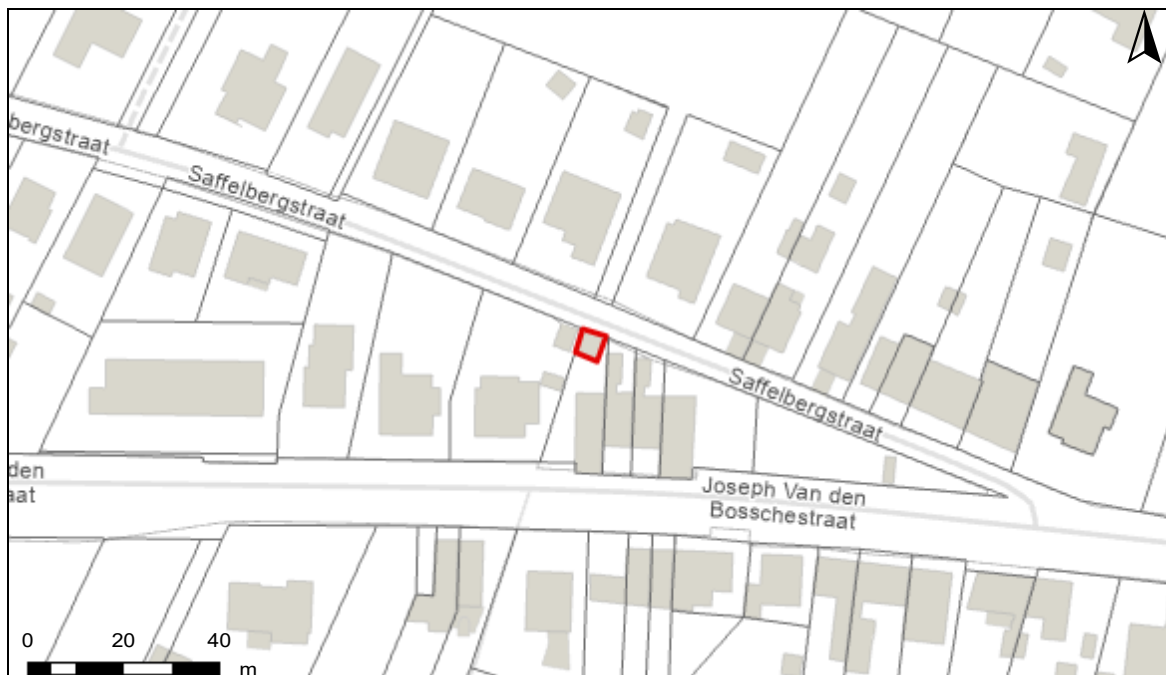 bergstraat
Saffelbergstraat
Saffelbergstraat
den
aat
Joseph Van den
Bosschestraat
0 20 40
m